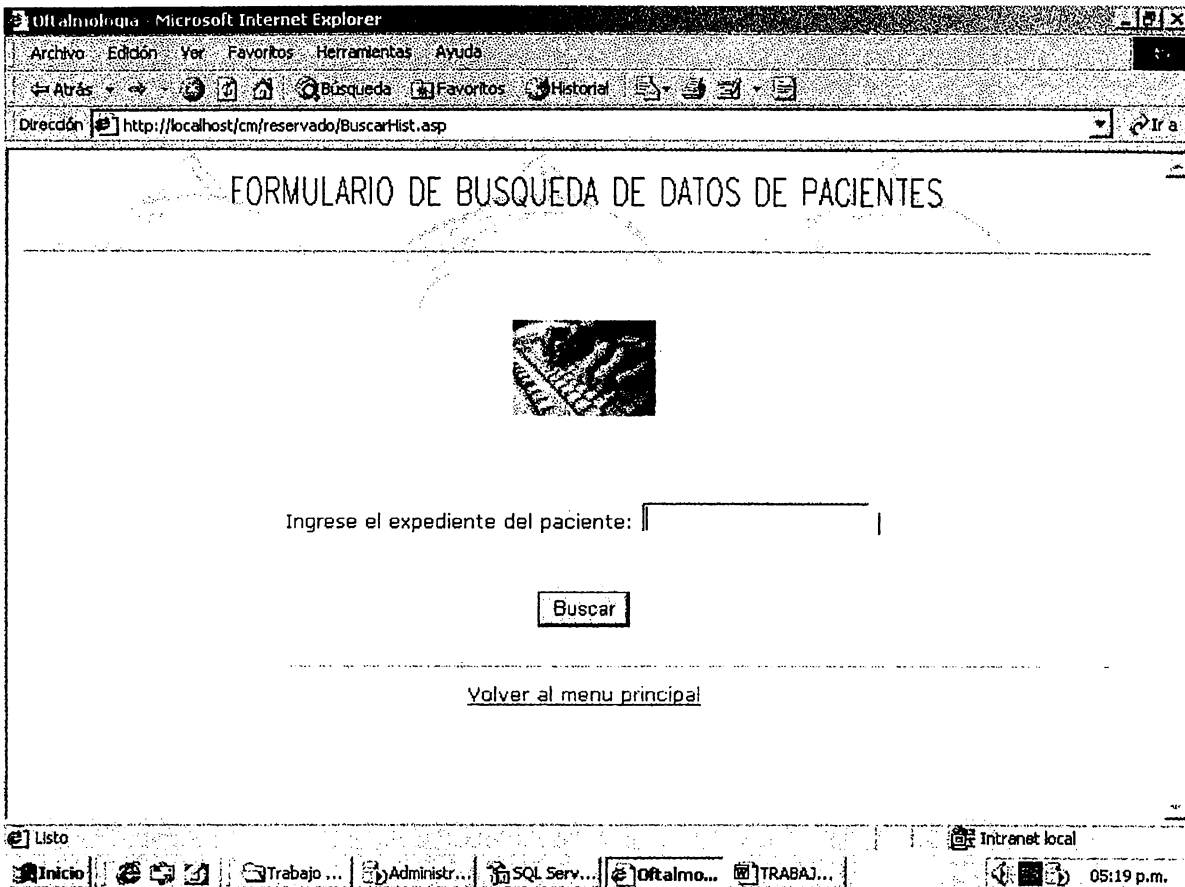 Oftalmologia - Microsoft Internet Explorer
Archivo Edición Ver Favoritos Herramientas Ayuda
Atrás Búsqueda Favoritos Historial
Dirección http://localhost/cm/reservado/BuscarHist.asp Ir a
FORMULARIO DE BUSQUEDA DE DATOS DE PACIENTES
Ingrese el expediente del paciente:
Buscar
Volver al menu principal
Listo Intranet local
Inicio Trabajo ... Administr... SQL Serv... Oftalmo... TRABAJ... 05:19 p.m.